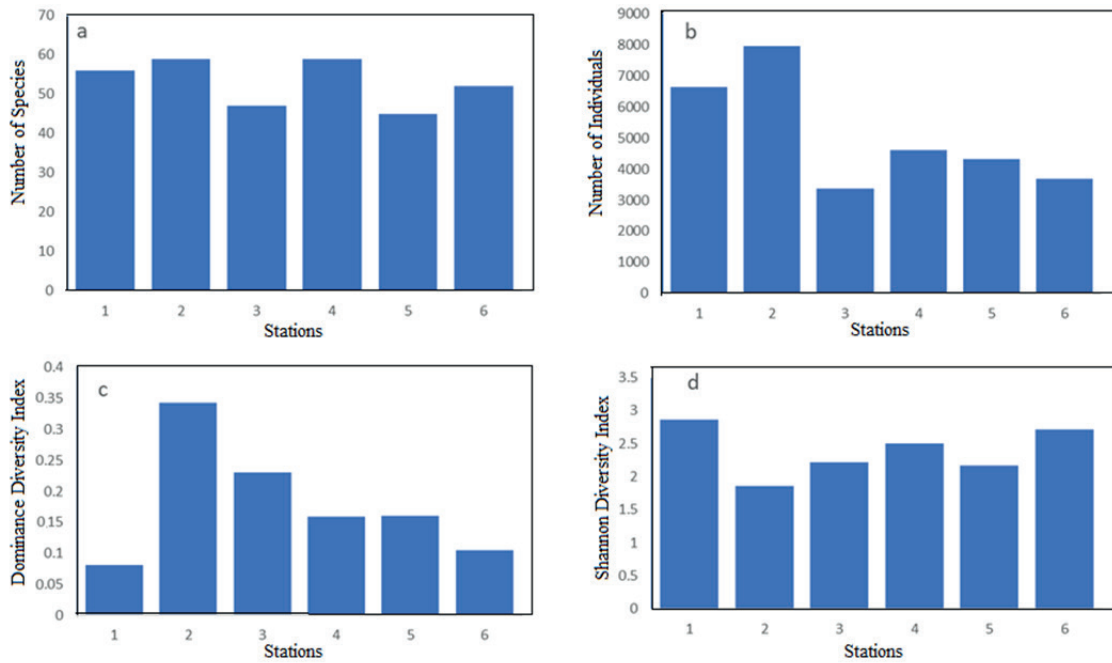 a
Number of Species
70
60
50
40
30
20
10
0
1 2 3 4 5 6
Stations
b
Number of Individuals
9000
8000
7000
6000
5000
4000
3000
2000
1000
0
1 2 3 4 5 6
Stations
c
Dominance Diversity Index
0.4
0.35
0.3
0.25
0.2
0.15
0.1
0.05
0
1 2 3 4 5 6
Stations
d
Shannon Diversity Index
3.5
3
2.5
2
1.5
1
0.5
0
1 2 3 4 5 6
Stations